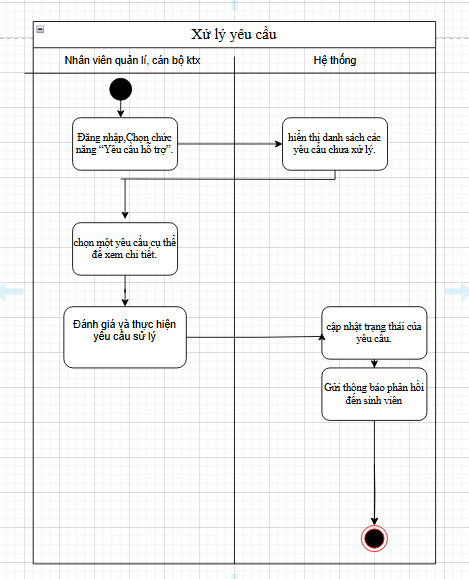 Xử lý yêu cầu
Nhân viên quản lí, cán bộ ktx
Hệ thống
Đăng nhập,Chọn chức
năng “Yêu cầu hỗ trợ”.
hiển thị danh sách các
yêu cầu chưa xử lý.
chọn một yêu cầu cụ thể
để xem chi tiết.
Đánh giá và thực hiện
yêu cầu sử lý
cập nhật trạng thái của
yêu cầu.
Gửi thông báo phản hồi
đến sinh viên